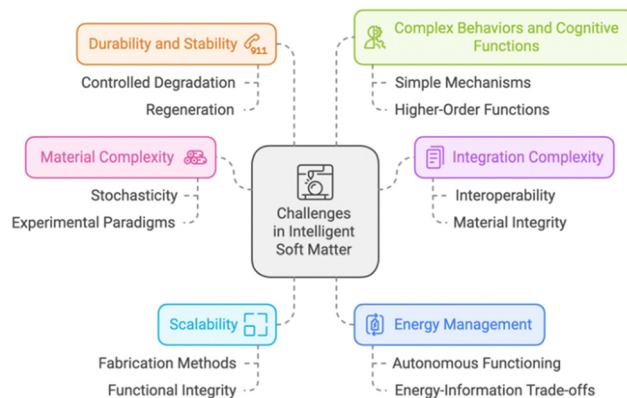 Durability and Stability
911
Controlled Degradation
Regeneration
Complex Behaviors and Cognitive
Functions
Simple Mechanisms
Higher-Order Functions
Material Complexity
Stochasticity
Experimental Paradigms
Challenges
in Intelligent
Soft Matter
Integration Complexity
Interoperability
Material Integrity
Scalability
Fabrication Methods
Functional Integrity
Energy Management
Autonomous Functioning
Energy-Information Trade-offs